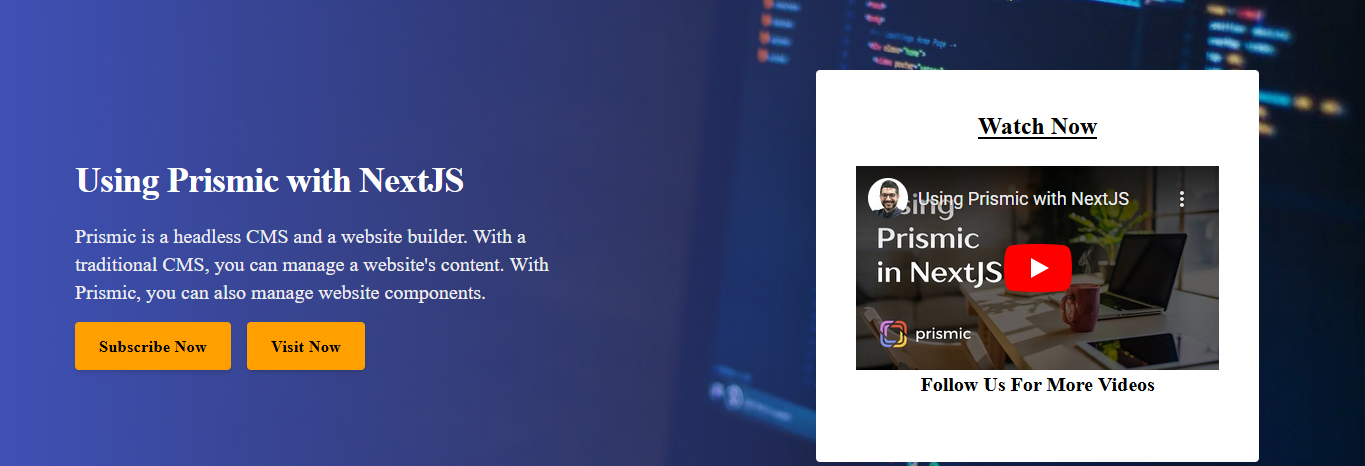 Using Prismic with NextJS
Prismic is a headless CMS and a website builder. With a
traditional CMS, you can manage a website's content. With
Prismic, you can also manage website components.
Subscribe Now
Visit Now
Watch Now
Using Prismic with NextJS
Using
Prismic
in NextJS
prismic
Follow Us For More Videos